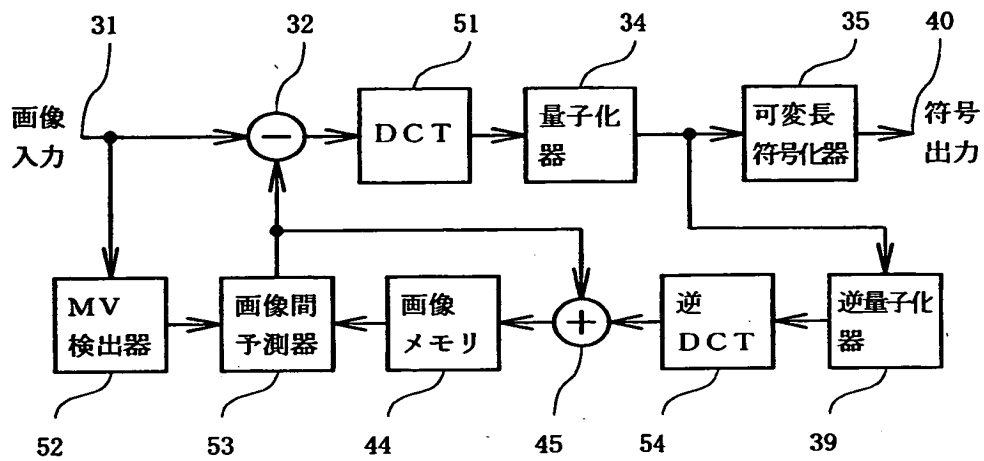 31
32
51
34
35
40
画像
入力
−
DCT
量子化
器
可変長
符号化器
符号
出力
MV
検出器
画像間
予測器
画像
メモリ
+
逆
DCT
逆量子化
器
52
53
44
45
54
39